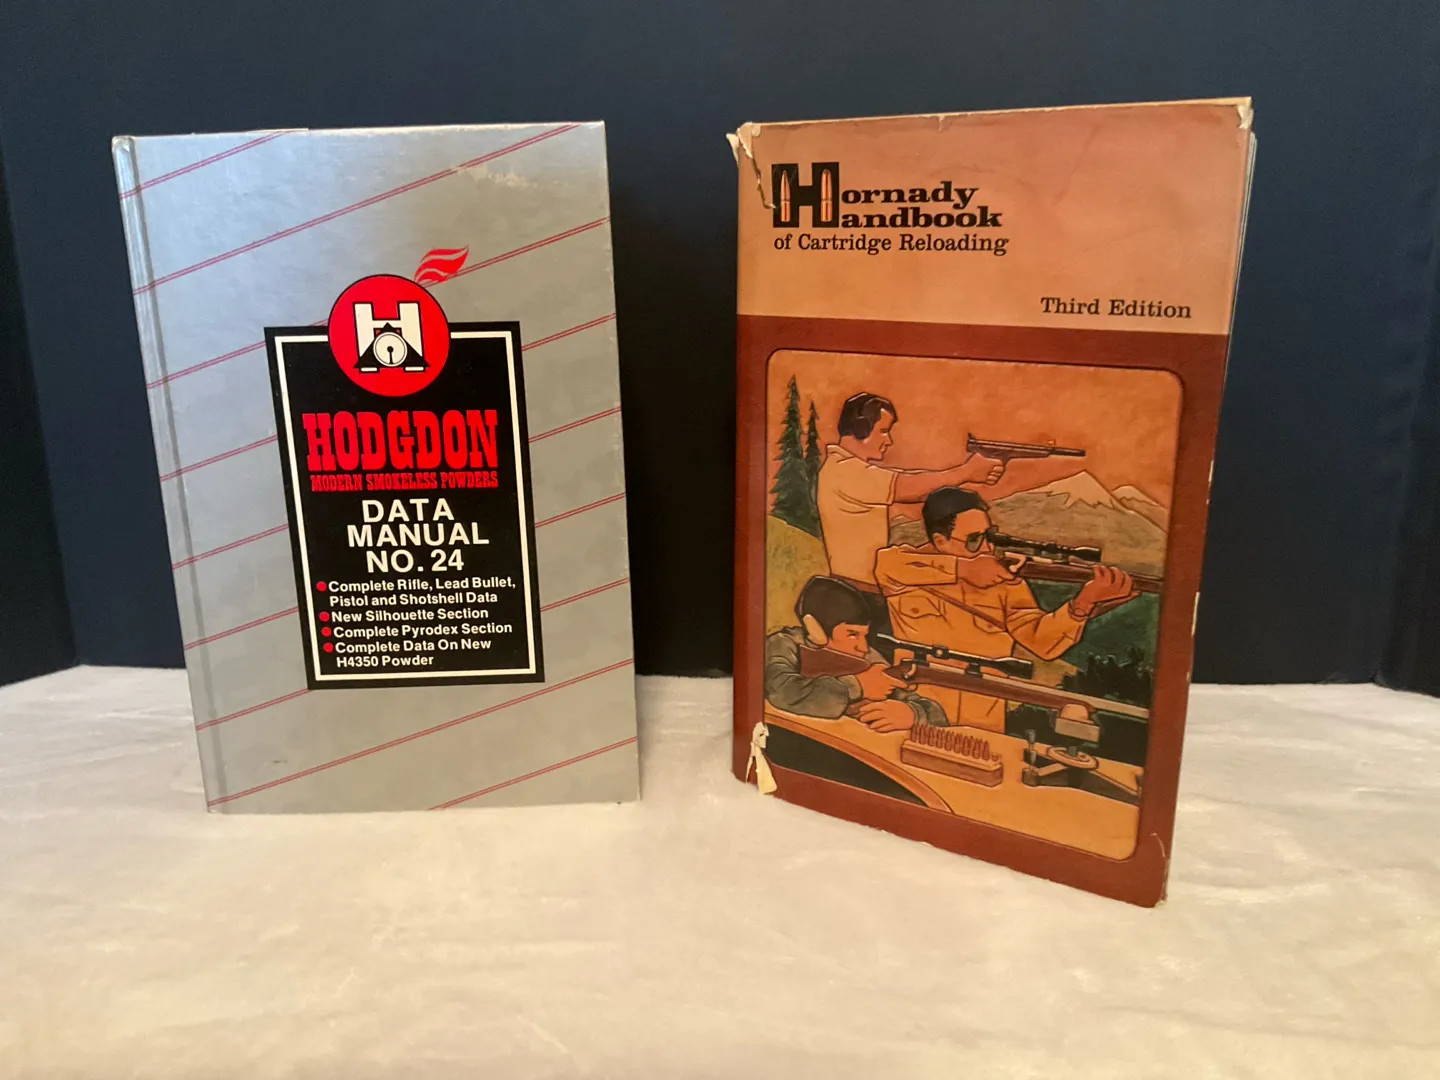 H
HODGDON
MODERN SMOKELESS POWDERS
DATA
MANUAL
NO. 24
Complete Rifle, Lead Bullet,
Pistol and Shotshell Data
New Silhouette Section
Complete Pyrodex Section
Complete Data On New
H4350 Powder
Hornady
Handbook
of Cartridge Reloading
Third Edition